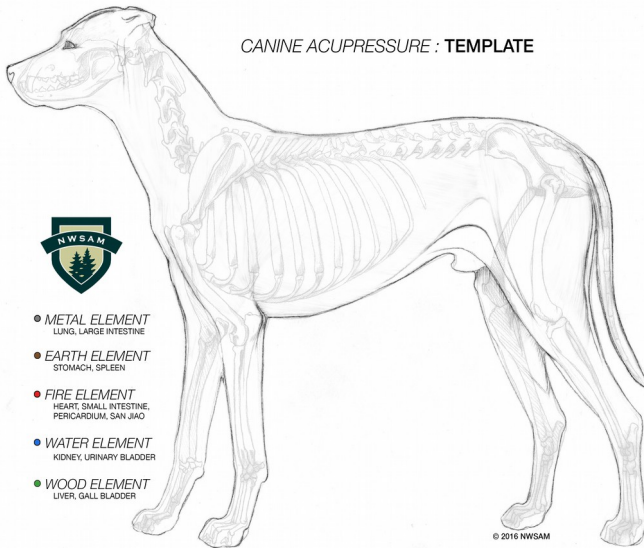 CANINE ACUPRESSURE : TEMPLATE
NWSAM
METAL ELEMENT
LUNG, LARGE INTESTINE
EARTH ELEMENT
STOMACH, SPLEEN
FIRE ELEMENT
HEART, SMALL INTESTINE,
PERICARDIUM, SAN JIAO
WATER ELEMENT
KIDNEY, URINARY BLADDER
WOOD ELEMENT
LIVER, GALL BLADDER
© 2016 NWSAM